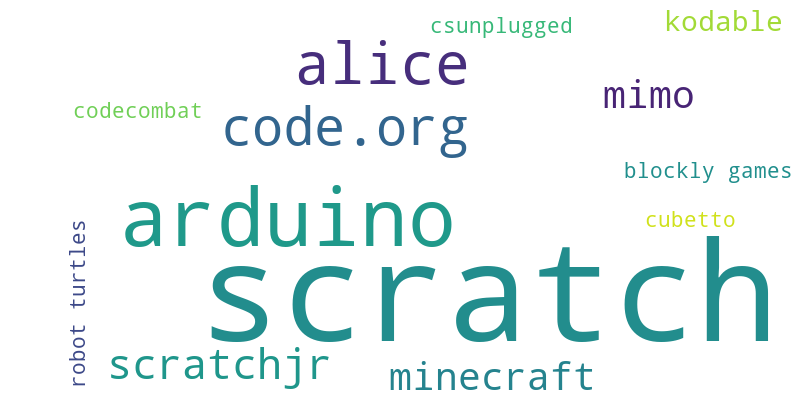 csunplugged
kodable
alice
mimo
codecombat
code.org
blockly games
arduino
cubetto
robot turtles
scratch
scratchjr
minecraft